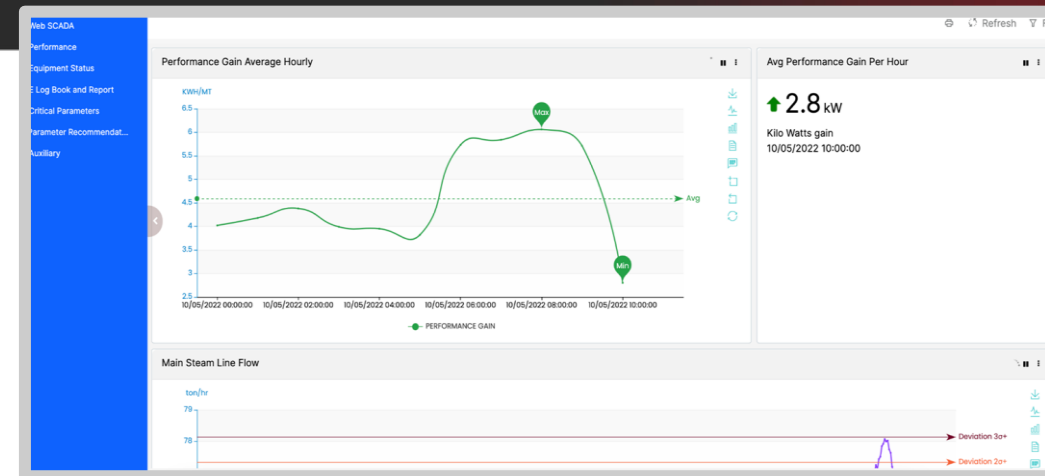 Web SCADA
Performance
Equipment Status
E Log Book and Report
Critical Parameters
Parameter Recommendat...
Auxiliary
Refresh
Performance Gain Average Hourly
KWH/MT
6.5
6
5.5
5
4.5
4
3.5
3
2.5
Max
Avg
Min
10/05/2022 00:00:00 10/05/2022 02:00:00 10/05/2022 04:00:00 10/05/2022 06:00:00 10/05/2022 08:00:00 10/05/2022 10:00:00
PERFORMANCE GAIN
Avg Performance Gain Per Hour
2.8 kW
Kilo Watts gain
10/05/2022 10:00:00
Main Steam Line Flow
ton/hr
79
78
Deviation 3σ+
Deviation 2σ+